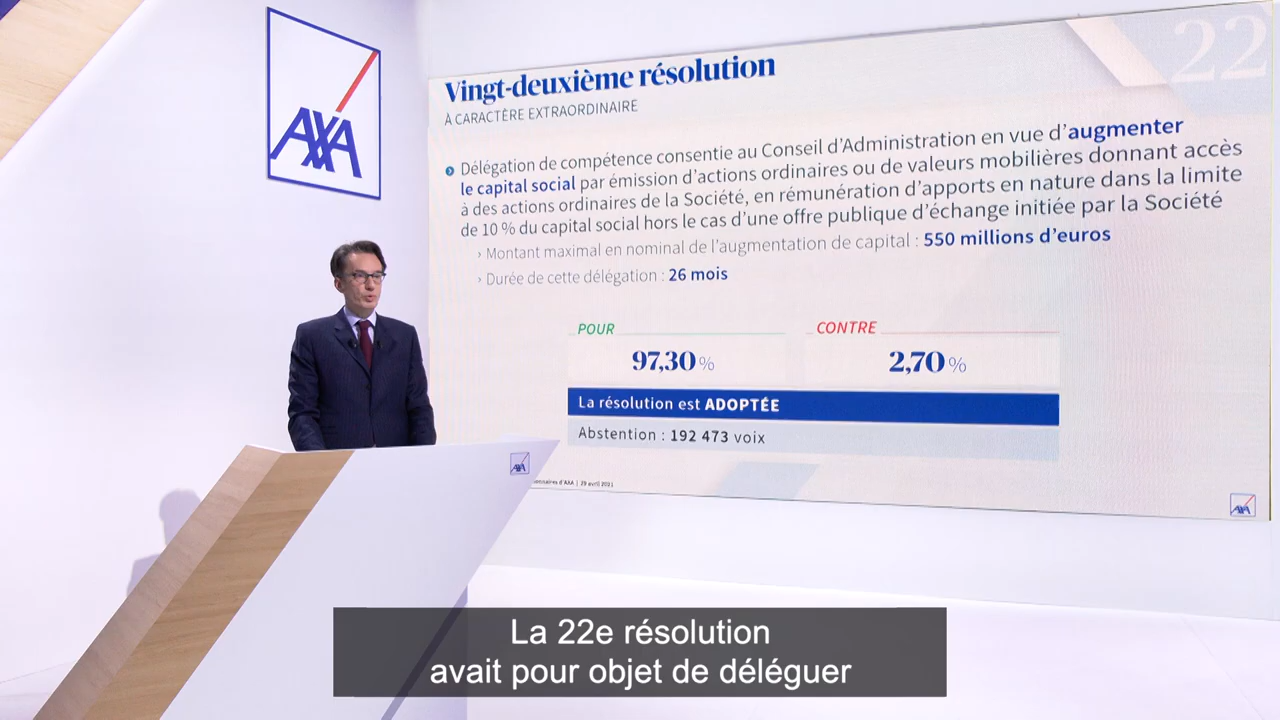 AXA
22
Vingt-deuxième résolution
À CARACTÈRE EXTRAORDINAIRE
Délégation de compétence consentie au Conseil d'Administration en vue d'augmenter
le capital social par émission d'actions ordinaires ou de valeurs mobilières donnant accès
à des actions ordinaires de la Société, en rémunération d'apports en nature dans la limite
de 10 % du capital social hors le cas d'une offre publique d'échange initiée par la Société
› Montant maximal en nominal de l'augmentation de capital : 550 millions d'euros
› Durée de cette délégation : 26 mois
POUR CONTRE
97,30 % 2,70 %
La résolution est ADOPTÉE
Abstention : 192 473 voix
AXA
d'AXA | 29 avril 2021
AXA
La 22e résolution
avait pour objet de déléguer